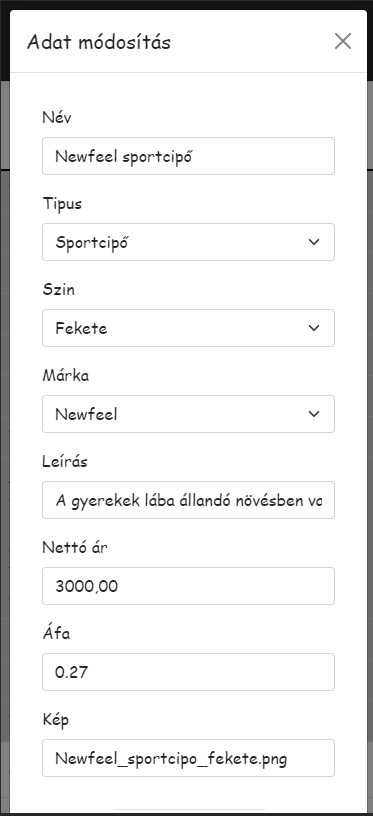 Adat módosítás
Név
Newfeel sportcipő
Tipus
Sportcipő
Szin
Fekete
Márka
Newfeel
Leírás
A gyerekek lába állandó növésben va
Nettó ár
3000,00
Áfa
0.27
Kép
Newfeel_sportcipo_fekete.png